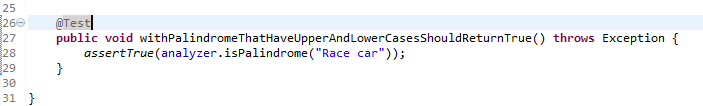 25
26 @Test
27 public void withPalindromeThatHaveUpperAndLowerCasesShouldReturnTrue() throws Exception {
28 assertTrue(analyzer.isPalindrome("Race car"));
29 }
30
31 }